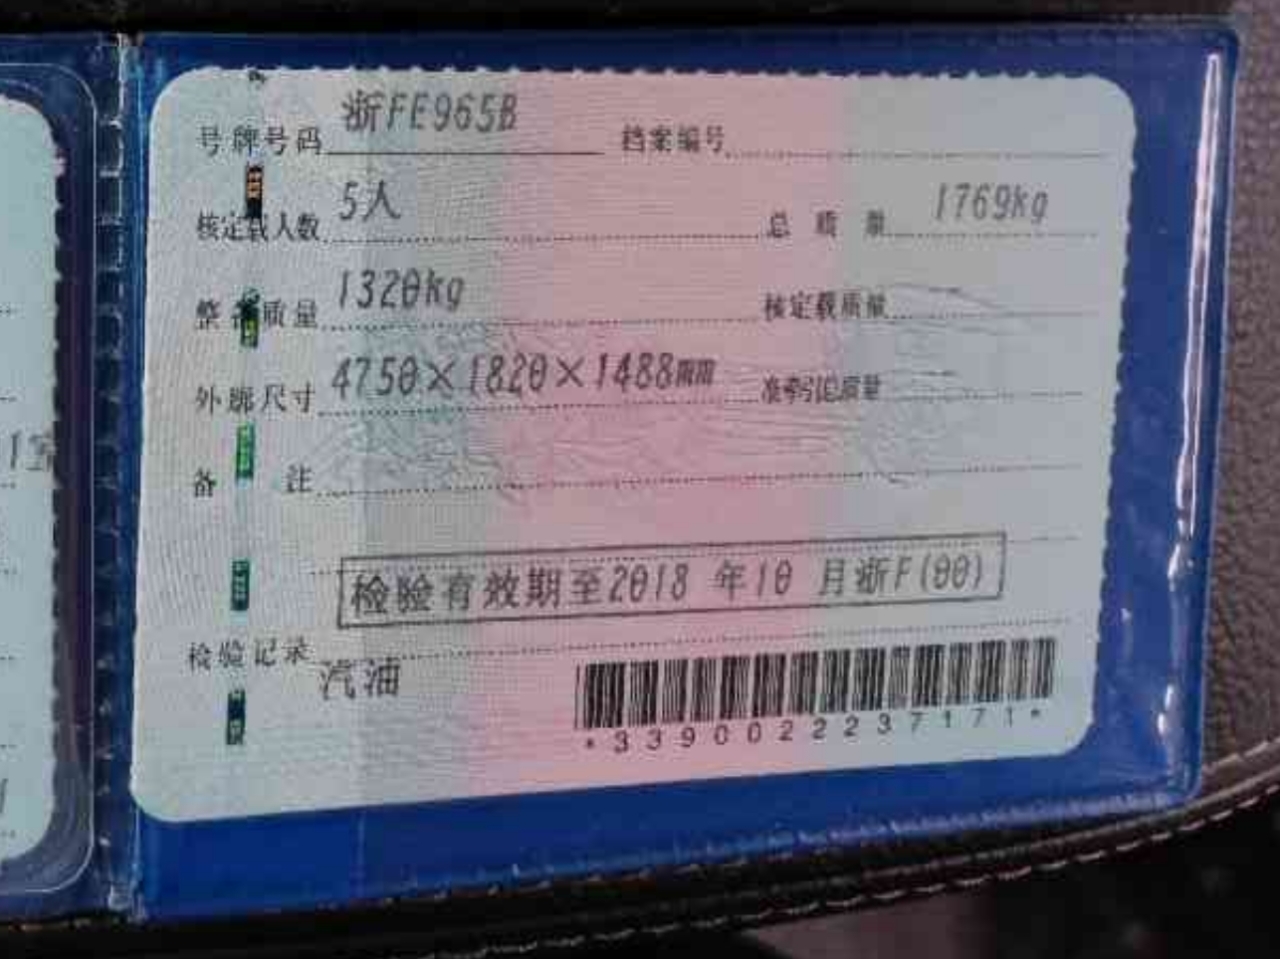 号牌号码 浙FE965B 档案编号
核定载人数 5人 总质量 1769kg
整备质量 1320kg 核定载质量
外廓尺寸 4750×1820×1488mm 准牵引总质量
备注
检验有效期至2018 年10 月浙F(00)
检验记录
汽油
*3390022237171*